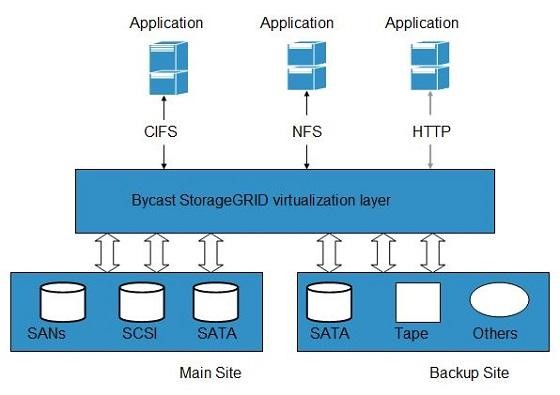 Application Application Application
CIFS NFS HTTP
Bycast StorageGRID virtualization layer
SANs SCSI SATA SATA Tape Others
Main Site Backup Site